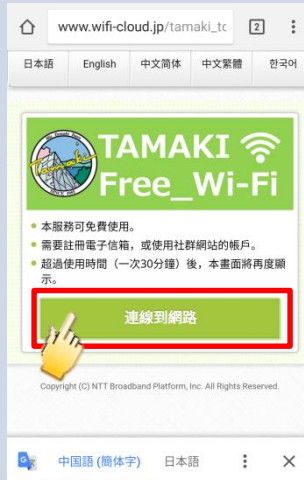 www.wifi-cloud.jp/tamaki_tc
2
日本語 English 中文简体 中文繁體 한국어
Tamaki
TAMAKI
Free_Wi-Fi
本服務可免費使用。
需要註冊電子信箱，或使用社群網站的帳戶。
超過使用時間（一次30分鐘）後，本畫面將再度顯
示。
連線到網路
Copyright (C) NTT Broadband Platform, Inc. All Rights Reserved.
中国語 (簡体字) 日本語